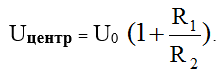 Uцентр = U0 (1 + R1/R2).